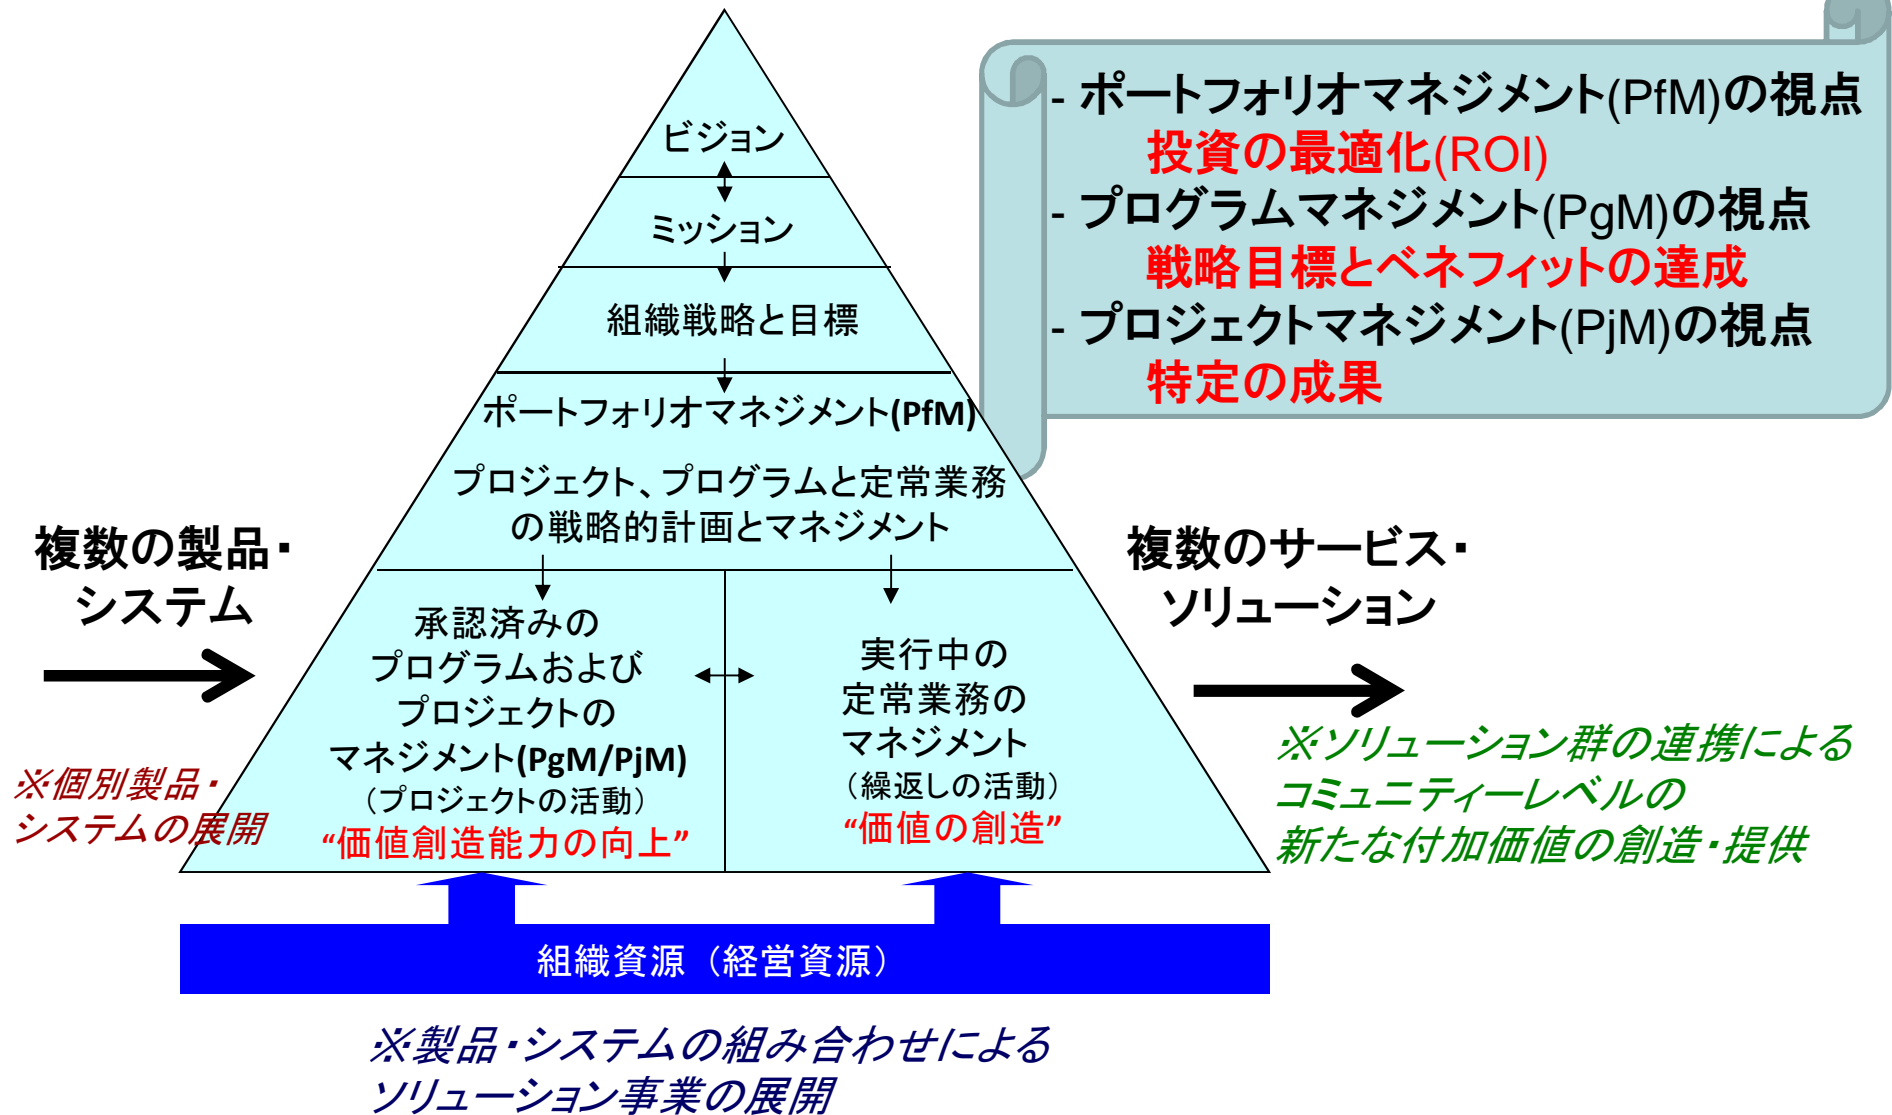 - ポートフォリオマネジメント(PfM)の視点
投資の最適化(ROI)
- プログラムマネジメント(PgM)の視点
戦略目標とベネフィットの達成
- プロジェクトマネジメント(PjM)の視点
特定の成果
ビジョン
ミッション
組織戦略と目標
ポートフォリオマネジメント(PfM)
プロジェクト、プログラムと定常業務
の戦略的計画とマネジメント
複数の製品・
システム
※個別製品・
システムの展開
承認済みの
プログラムおよび
プロジェクトの
マネジメント(PgM/PjM)
（プロジェクトの活動）
“価値創造能力の向上”
実行中の
定常業務の
マネジメント
（繰返しの活動）
“価値の創造”
複数のサービス・
ソリューション
※ソリューション群の連携による
コミュニティーレベルの
新たな付加価値の創造・提供
組織資源（経営資源）
※製品・システムの組み合わせによる
ソリューション事業の展開